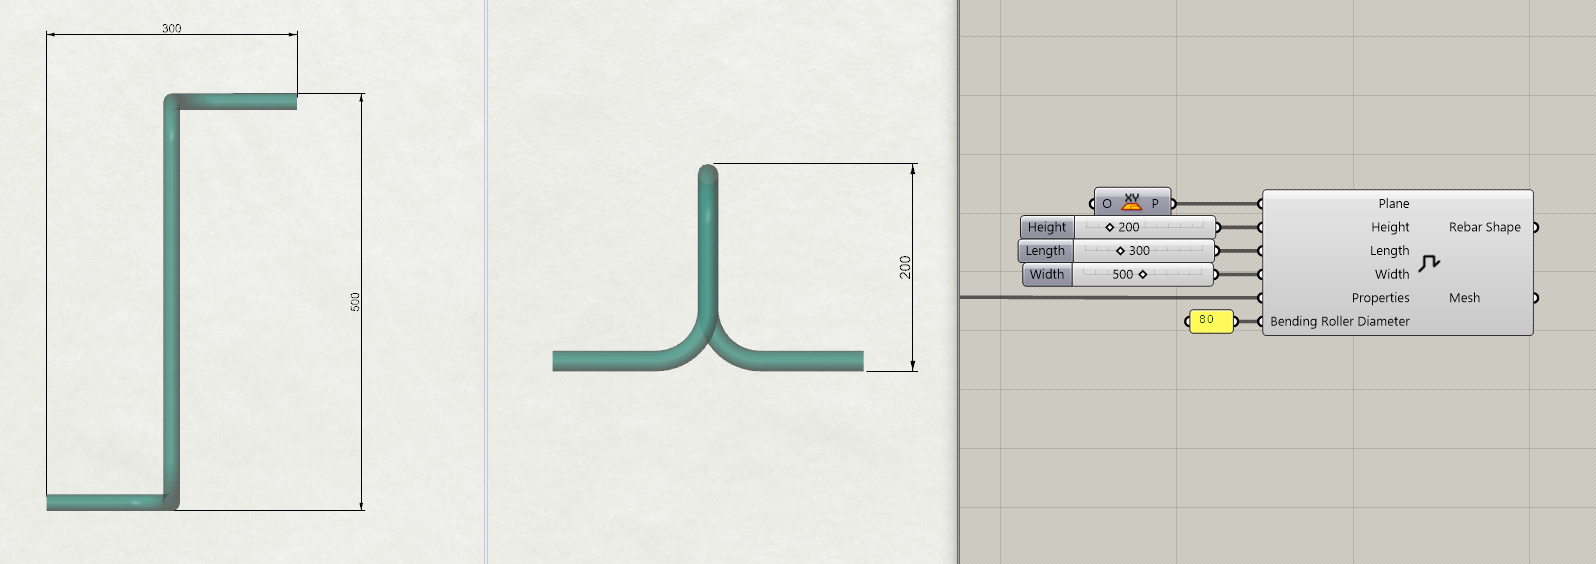 300
500
200
O XY P
Height 200
Length 300
Width 500
80
Plane
Height
Length
Width
Properties
Bending Roller Diameter
Rebar Shape
Mesh